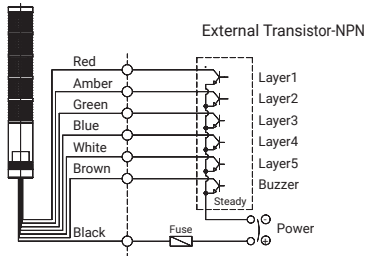 External Transistor-NPN
Red
Layer1
Amber
Layer2
Green
Layer3
Blue
Layer4
White
Layer5
Brown
Buzzer
Steady
Black
Fuse
Power